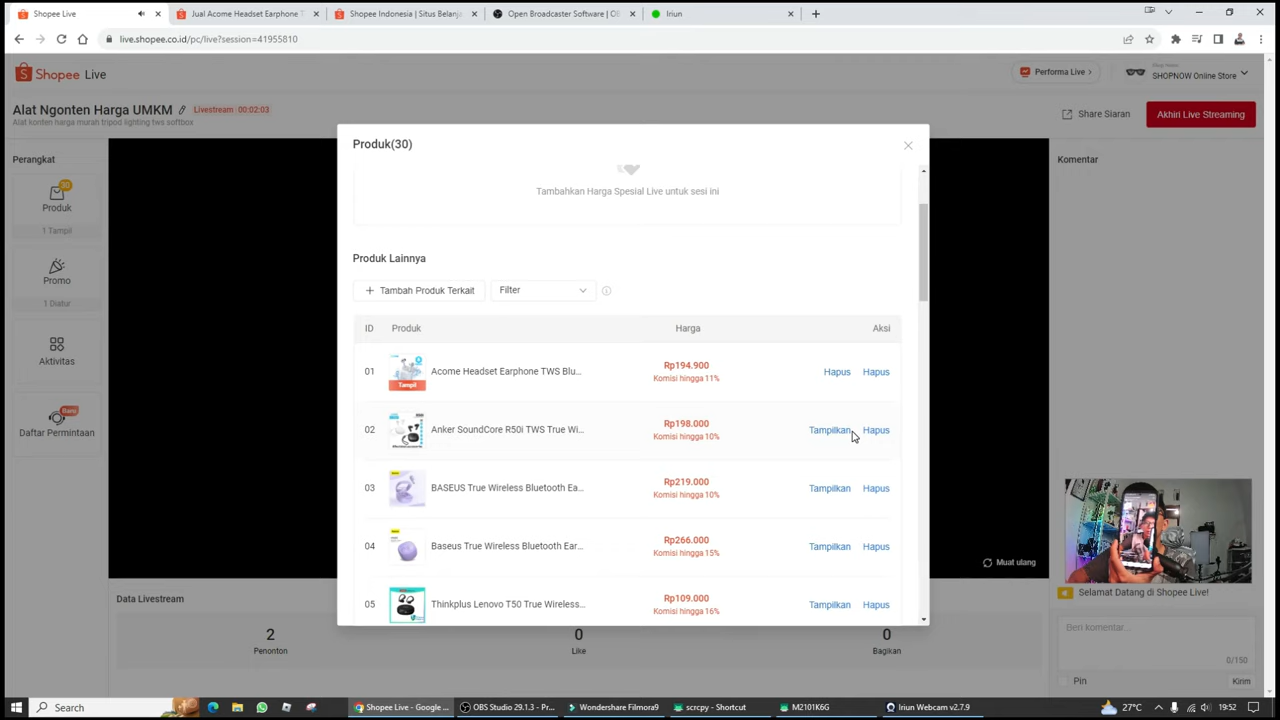 Shopee Live
Jual Acome Headset Earphone T
Shopee Indonesia | Situs Belanja
Open Broadcaster Software | OB
Iriun
live.shopee.co.id/pc/live?session=41955810
Shopee Live
Performa Live
SHOPNOW Online Store
Alat Ngonten Harga UMKM
Livestream · 00:02:03
Alat konten harga murah tripod lighting tws softbox
Share Siaran
Akhiri Live Streaming
Perangkat
30
Produk
1 Tampil
Promo
1 Diatur
Aktivitas
Baru
Daftar Permintaan
Produk(30)
Tambahkan Harga Spesial Live untuk sesi ini
Produk Lainnya
Tambah Produk Terkait
Filter
ID Produk Harga Aksi
01 Acome Headset Earphone TWS Blu... Rp194.900 Hapus Hapus
Tampil
Komisi hingga 11%
02 Anker SoundCore R50i TWS True Wi... Rp198.000 Tampilkan Hapus
Komisi hingga 10%
03 BASEUS True Wireless Bluetooth Ea... Rp219.000 Tampilkan Hapus
Komisi hingga 10%
04 Baseus True Wireless Bluetooth Ear... Rp266.000 Tampilkan Hapus
Komisi hingga 15%
05 Thinkplus Lenovo T50 True Wireless... Rp109.000 Tampilkan Hapus
Komisi hingga 16%
Komentar
Muat ulang
Selamat Datang di Shopee Live!
Beri komentar...
0/150
Pin
Kirim
Data Livestream
2
Penonton
0
Like
0
Bagikan
Search
Shopee Live - Google ...
OBS Studio 29.1.3 - Pr...
Wondershare Filmora9
scrcpy - Shortcut
M2101K6G
Iriun Webcam v2.7.9
27°C
19:52